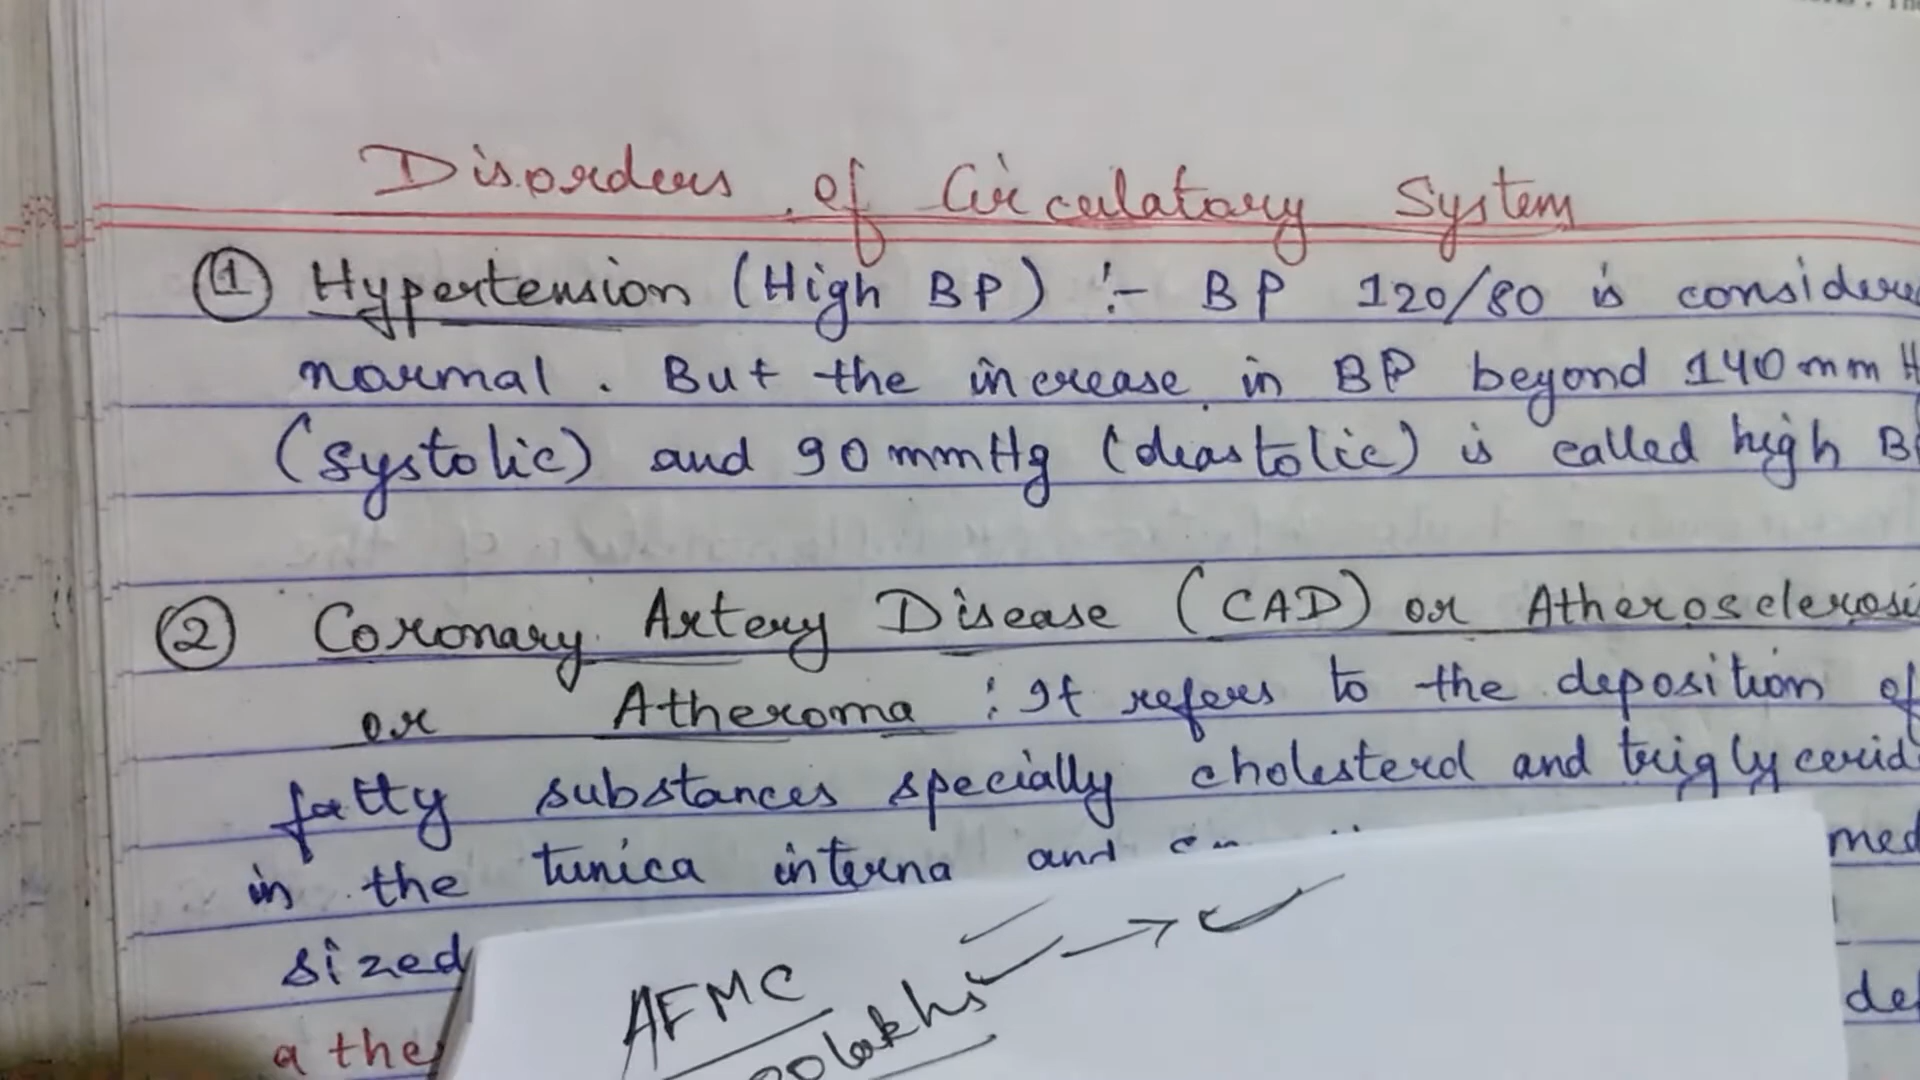 Disorders of Circulatory System
① Hypertension (High BP) :- BP 120/80 is considere
normal. But the increase in BP beyond 140 mm H
(systolic) and 90 mmHg (diastolic) is called high B
② Coronary Artery Disease (CAD) or Atherosclerosi
or Atheroma : It refers to the deposition of
fatty substances specially cholesterol and triglycerid
in the tunica interna and med
sized
a the
AFMC
lakhs